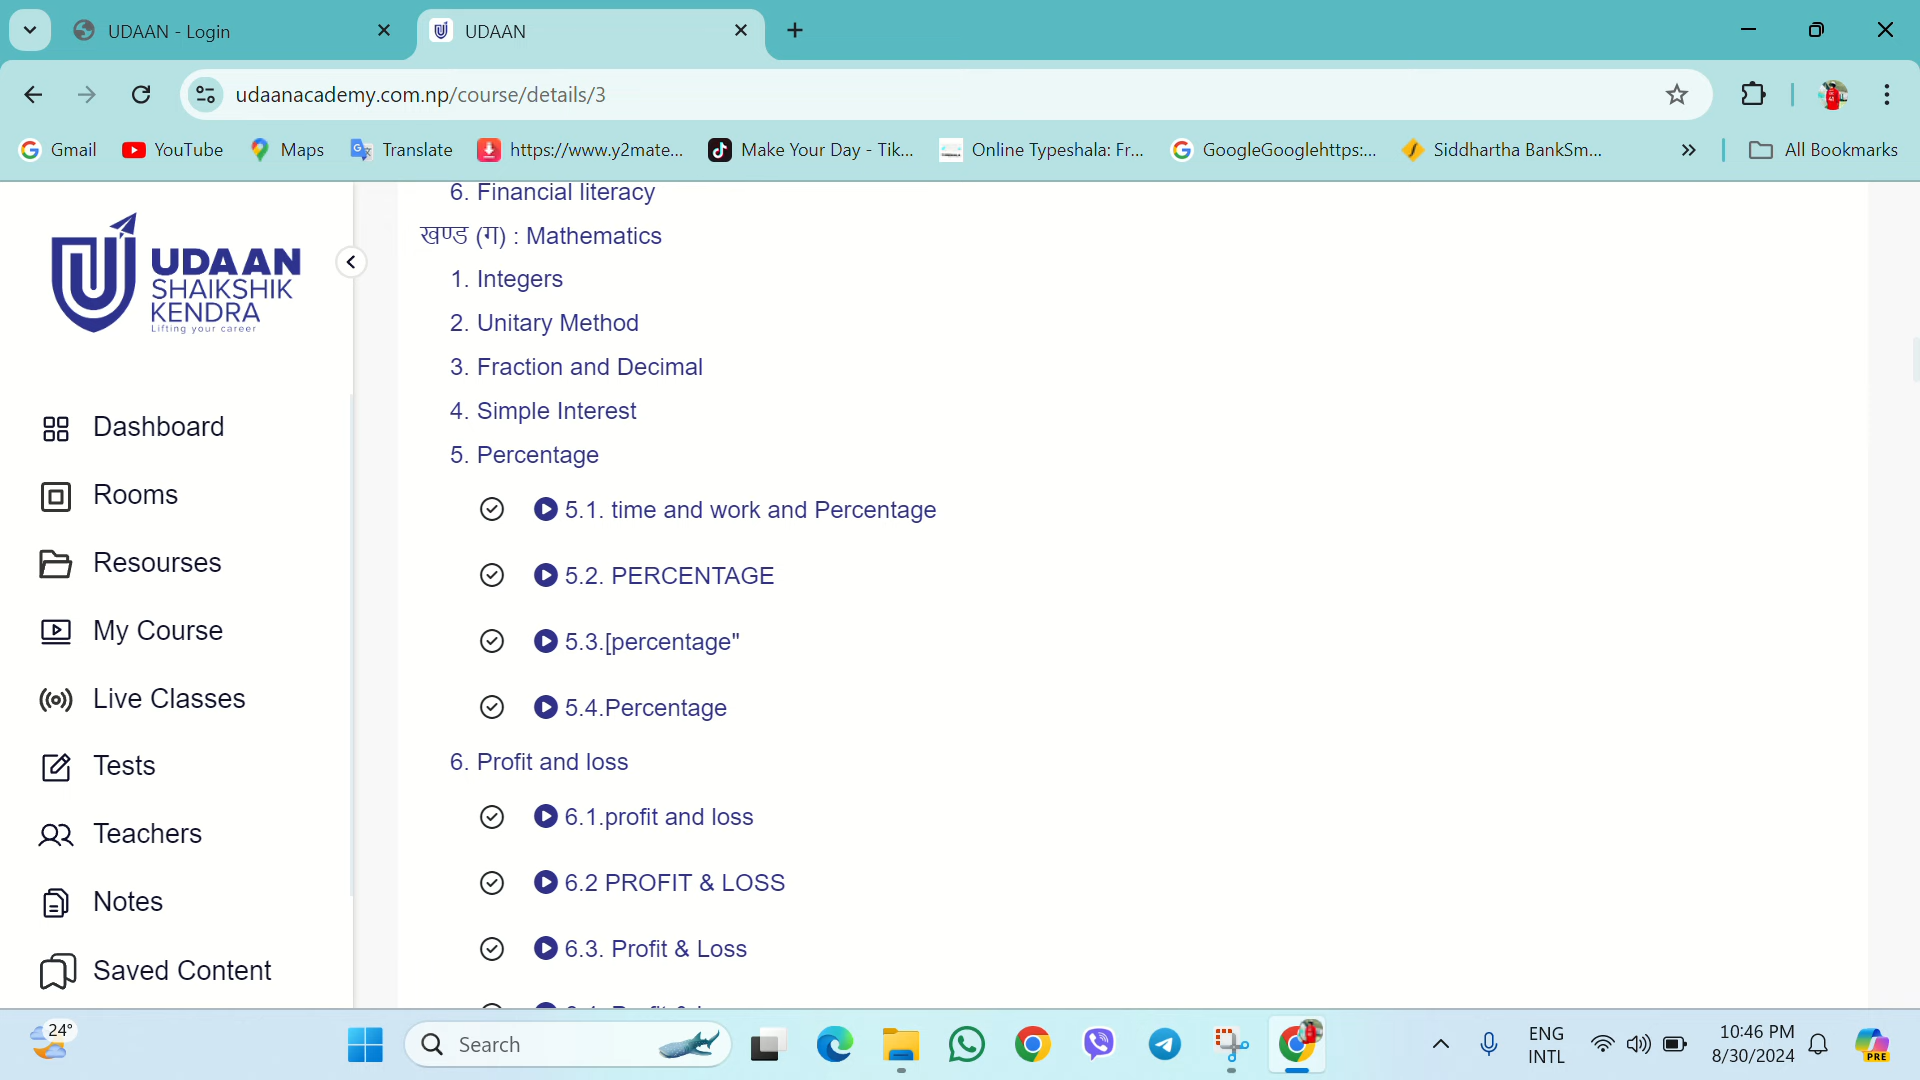 UDAAN - Login
UDAAN
udaanacademy.com.np/course/details/3
Gmail
YouTube
Maps
Translate
https://www.y2mate...
Make Your Day - Tik...
Online Typeshala: Fr...
GoogleGooglehttps:...
Siddhartha BankSm...
All Bookmarks
UDAAN
SHAIKSHIK
KENDRA
Lifting your career
Dashboard
Rooms
Resourses
My Course
Live Classes
Tests
Teachers
Notes
Saved Content
6. Financial literacy
खण्ड (ग) : Mathematics
1. Integers
2. Unitary Method
3. Fraction and Decimal
4. Simple Interest
5. Percentage
5.1. time and work and Percentage
5.2. PERCENTAGE
5.3.[percentage"
5.4.Percentage
6. Profit and loss
6.1.profit and loss
6.2 PROFIT & LOSS
6.3. Profit & Loss
24°
Search
ENG
INTL
10:46 PM
8/30/2024
PRE